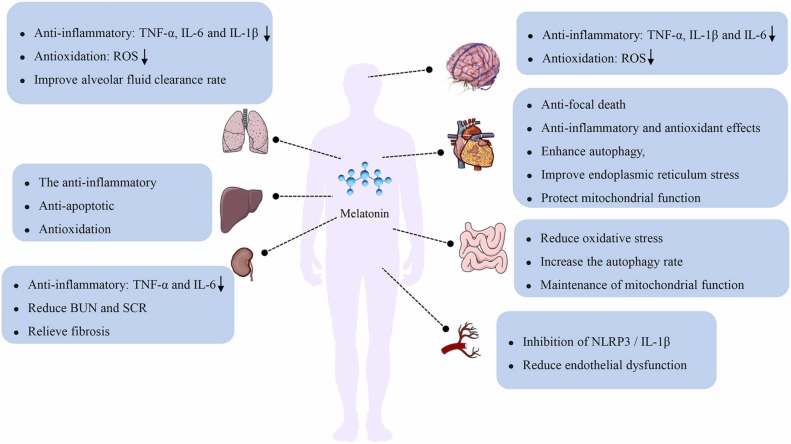 Anti-inflammatory: TNF-α, IL-6 and IL-1β
Antioxidation: ROS
Improve alveolar fluid clearance rate
The anti-inflammatory
Anti-apoptotic
Antioxidation
Anti-inflammatory: TNF-α and IL-6
Reduce BUN and SCR
Relieve fibrosis
Melatonin
Anti-inflammatory: TNF-α, IL-1β and IL-6
Antioxidation: ROS
Anti-focal death
Anti-inflammatory and antioxidant effects
Enhance autophagy,
Improve endoplasmic reticulum stress
Protect mitochondrial function
Reduce oxidative stress
Increase the autophagy rate
Maintenance of mitochondrial function
Inhibition of NLRP3 / IL-1β
Reduce endothelial dysfunction